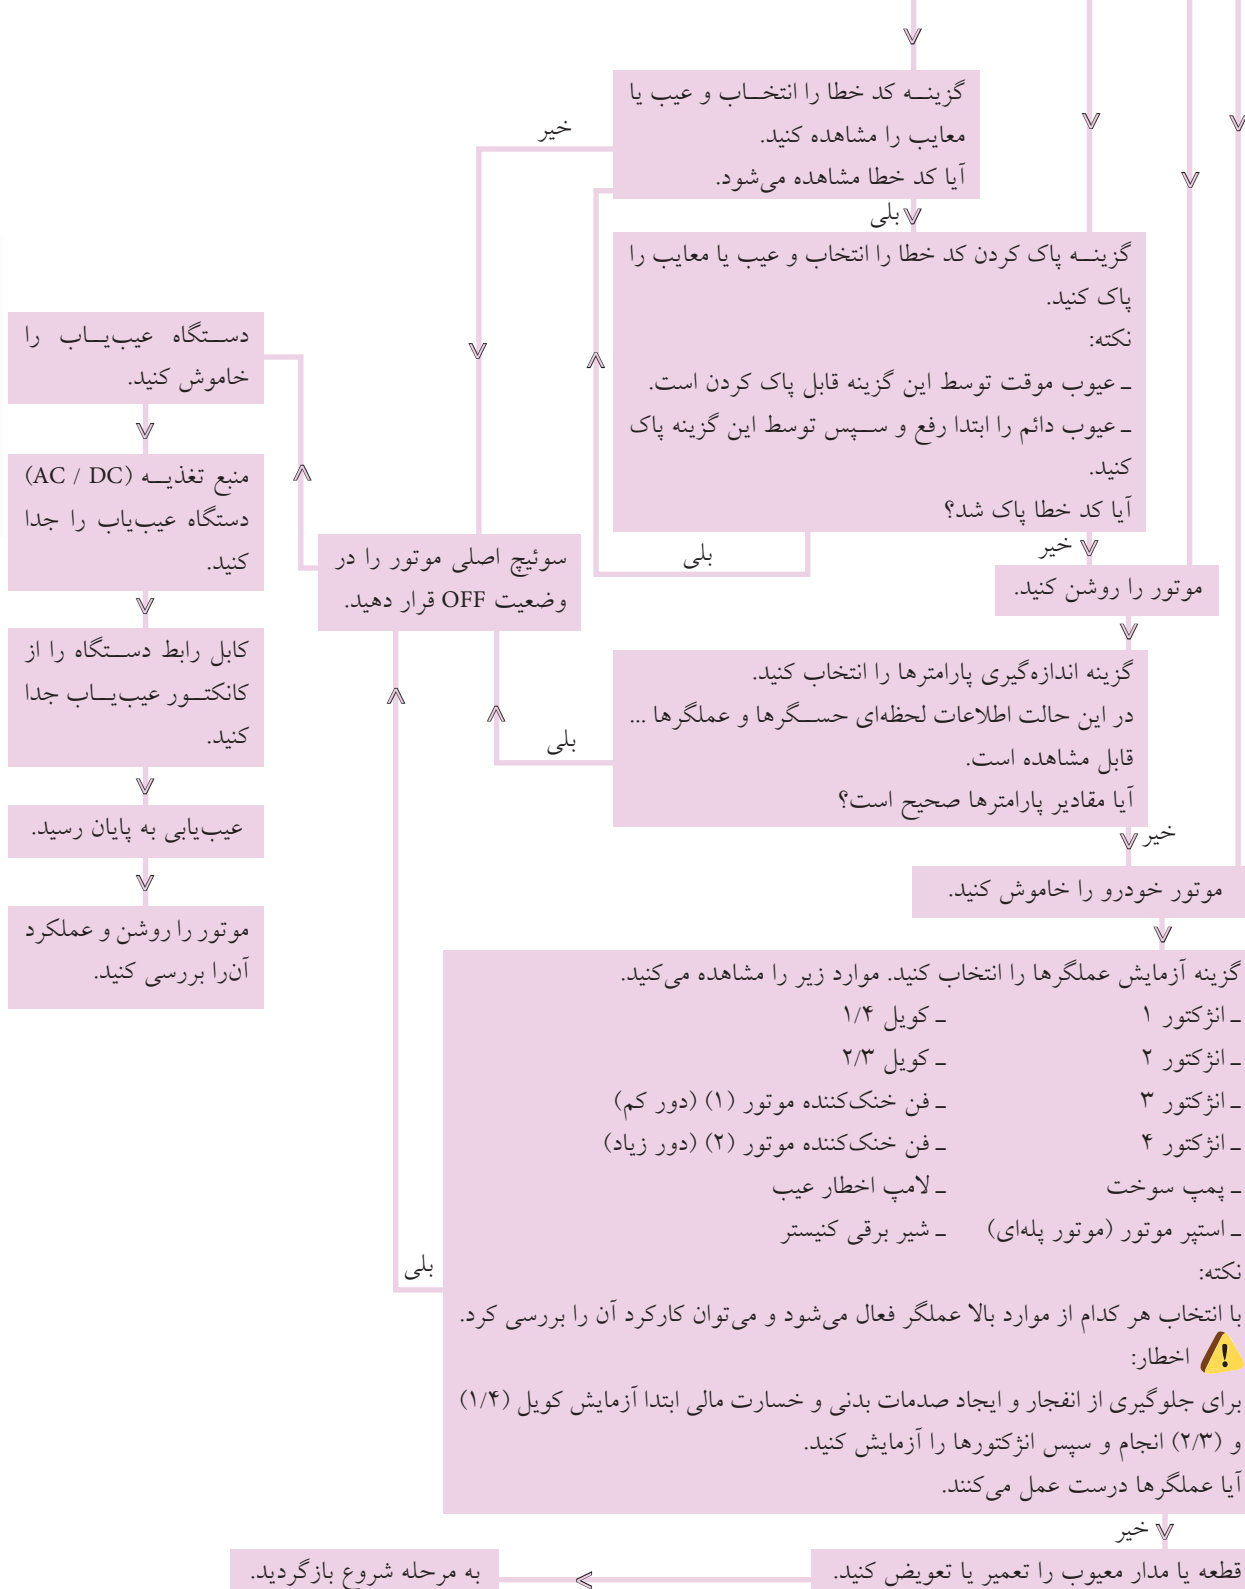 گزینه کد خطا را انتخاب و عیب یا
معایب را مشاهده کنید.
آیا کد خطا مشاهده می‌شود.
خیر
بلی
گزینه پاک کردن کد خطا را انتخاب و عیب یا معایب را
پاک کنید.
نکته:
ـ عیوب موقت توسط این گزینه قابل پاک کردن است.
ـ عیوب دائم را ابتدا رفع و سپس توسط این گزینه پاک
کنید.
آیا کد خطا پاک شد؟
بلی
خیر
موتور را روشن کنید.
گزینه اندازه‌گیری پارامترها را انتخاب کنید.
در این حالت اطلاعات لحظه‌ای حسگرها و عملگرها ...
قابل مشاهده است.
آیا مقادیر پارامترها صحیح است؟
بلی
خیر
موتور خودرو را خاموش کنید.
گزینه آزمایش عملگرها را انتخاب کنید. موارد زیر را مشاهده می‌کنید.
ـ انژکتور ۱ ـ کویل ۱/۴
ـ انژکتور ۲ ـ کویل ۲/۳
ـ انژکتور ۳ ـ فن خنک‌کننده موتور (۱) (دور کم)
ـ انژکتور ۴ ـ فن خنک‌کننده موتور (۲) (دور زیاد)
ـ پمپ سوخت ـ لامپ اخطار عیب
ـ استپر موتور (موتور پله‌ای) ـ شیر برقی کنیستر
نکته:
با انتخاب هر کدام از موارد بالا عملگر فعال می‌شود و می‌توان کارکرد آن را بررسی کرد.
اخطار:
برای جلوگیری از انفجار و ایجاد صدمات بدنی و خسارت مالی ابتدا آزمایش کویل (۱/۴)
و (۲/۳) انجام و سپس انژکتورها را آزمایش کنید.
آیا عملگرها درست عمل می‌کنند.
بلی
خیر
قطعه یا مدار معیوب را تعمیر یا تعویض کنید.
به مرحله شروع بازگردید.
سوئیچ اصلی موتور را در
وضعیت OFF قرار دهید.
دستگاه عیب‌یاب را
خاموش کنید.
منبع تغذیه (AC / DC)
دستگاه عیب‌یاب را جدا
کنید.
کابل رابط دستگاه را از
کانکتور عیب‌یاب جدا
کنید.
عیب‌یابی به پایان رسید.
موتور را روشن و عملکرد
آن‌را بررسی کنید.